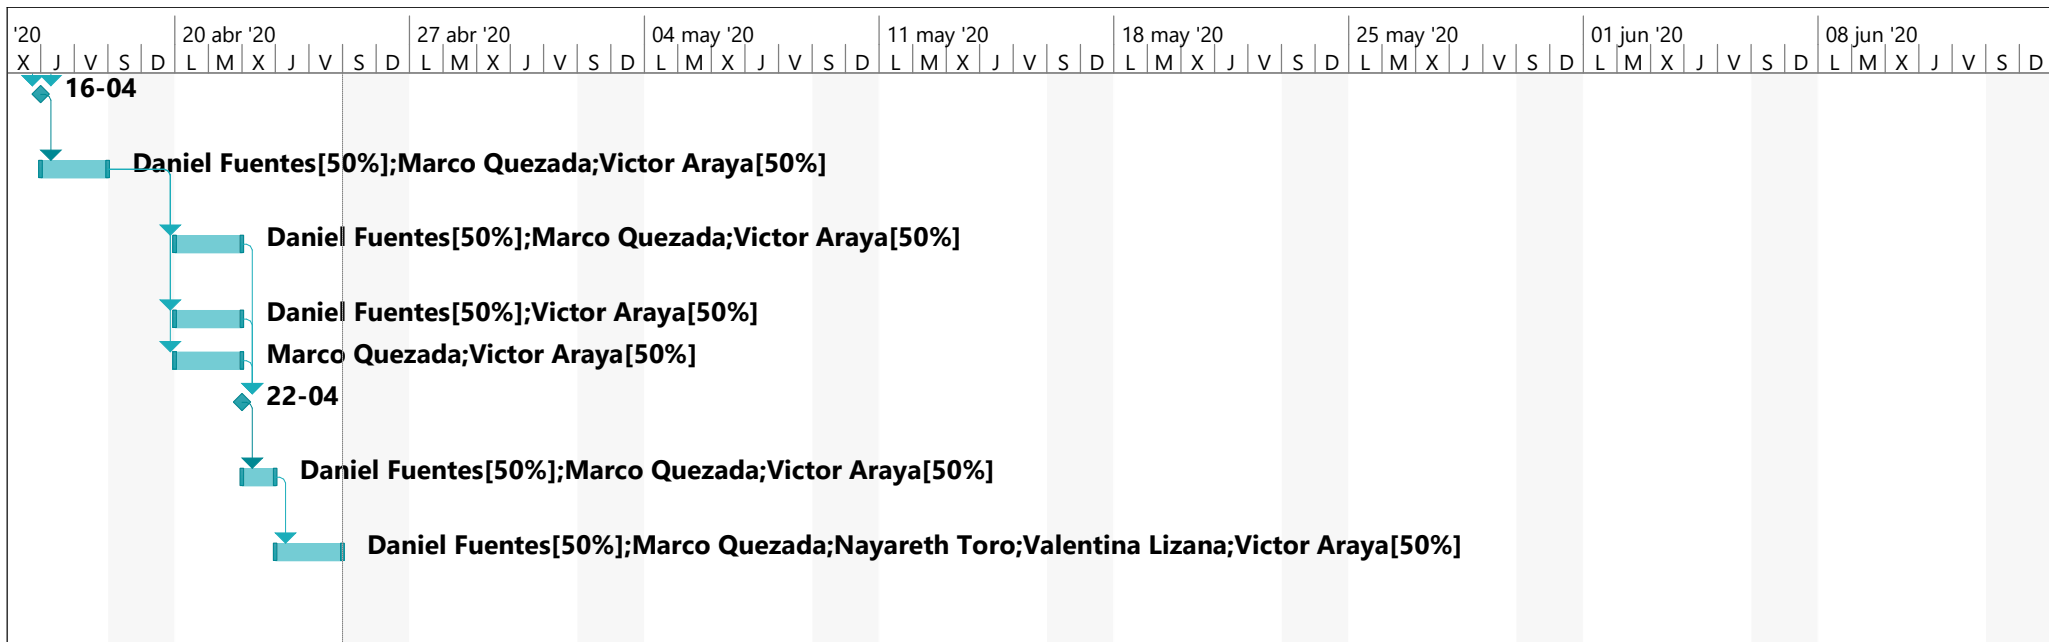 '20 20 abr '20 27 abr '20 04 may '20 11 may '20 18 may '20 25 may '20 01 jun '20 08 jun '20
X J V S D L M X J V S D L M X J V S D L M X J V S D L M X J V S D L M X J V S D L M X J V S D L M X J V S D L M X J V S D
16-04
Daniel Fuentes[50%];Marco Quezada;Victor Araya[50%]
Daniel Fuentes[50%];Marco Quezada;Victor Araya[50%]
Daniel Fuentes[50%];Victor Araya[50%]
Marco Quezada;Victor Araya[50%]
22-04
Daniel Fuentes[50%];Marco Quezada;Victor Araya[50%]
Daniel Fuentes[50%];Marco Quezada;Nayareth Toro;Valentina Lizana;Victor Araya[50%]